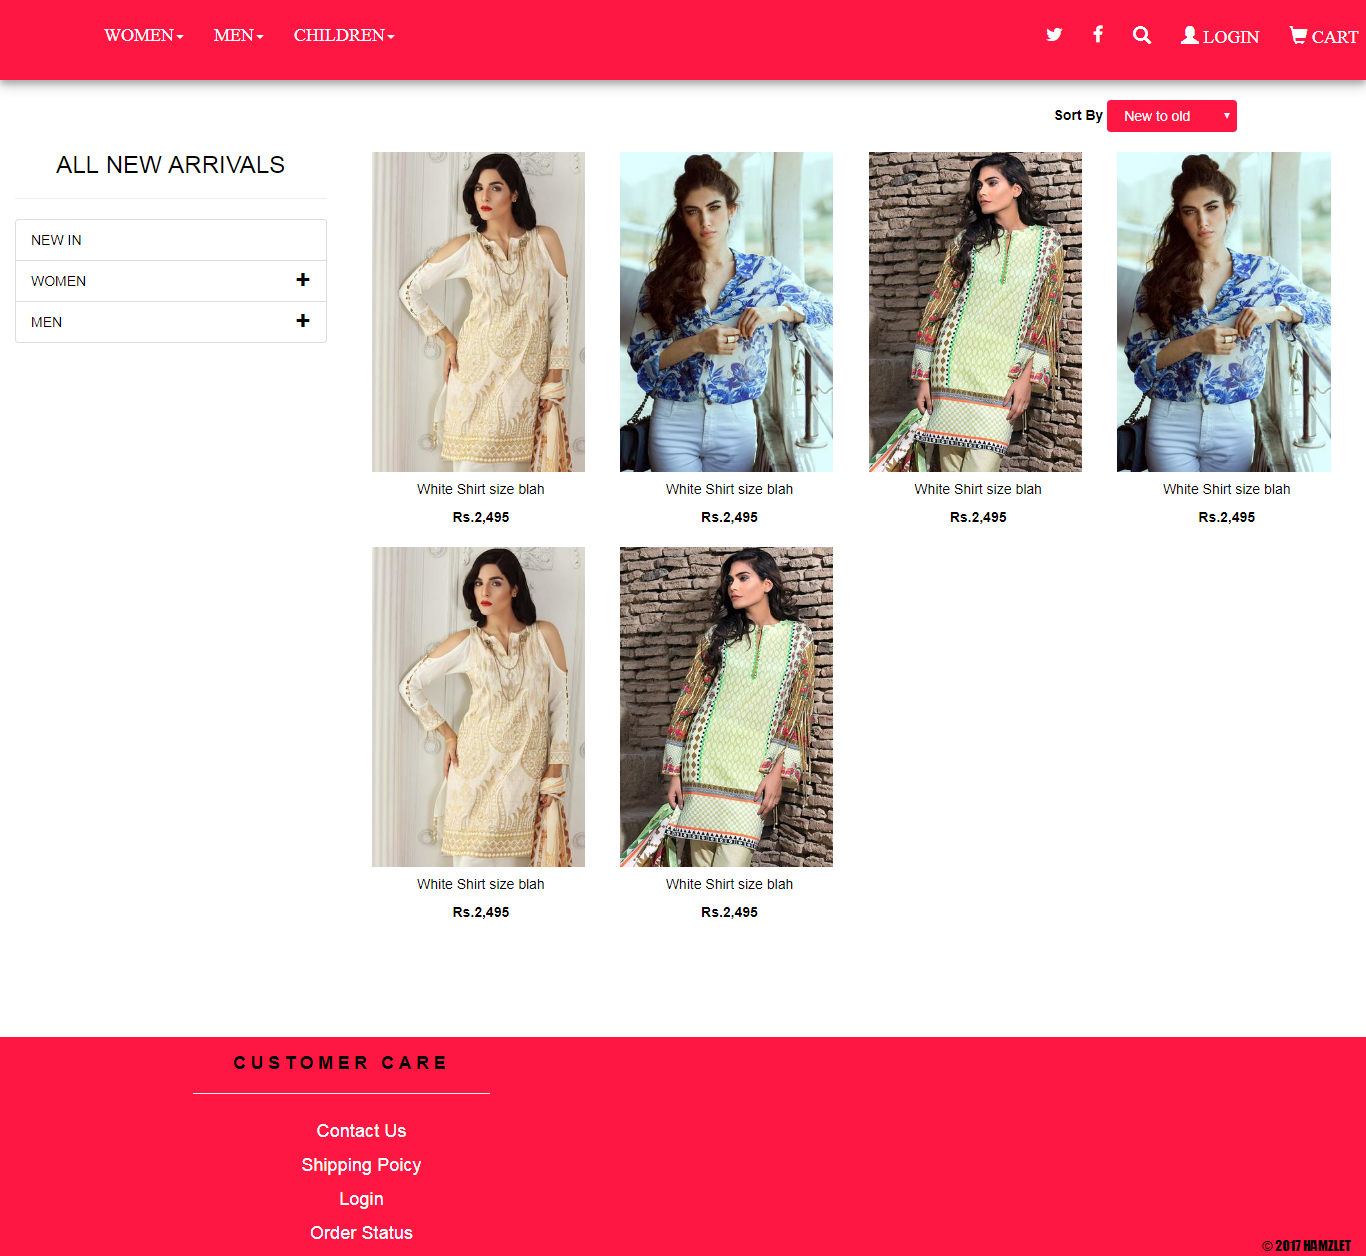 WOMEN MEN CHILDREN LOGIN CART
Sort By New to old
ALL NEW ARRIVALS
NEW IN
WOMEN
MEN
White Shirt size blah White Shirt size blah White Shirt size blah White Shirt size blah
Rs.2,495 Rs.2,495 Rs.2,495 Rs.2,495
White Shirt size blah White Shirt size blah
Rs.2,495 Rs.2,495
CUSTOMER CARE
Contact Us
Shipping Poicy
Login
Order Status
© 2017 HAMZLET